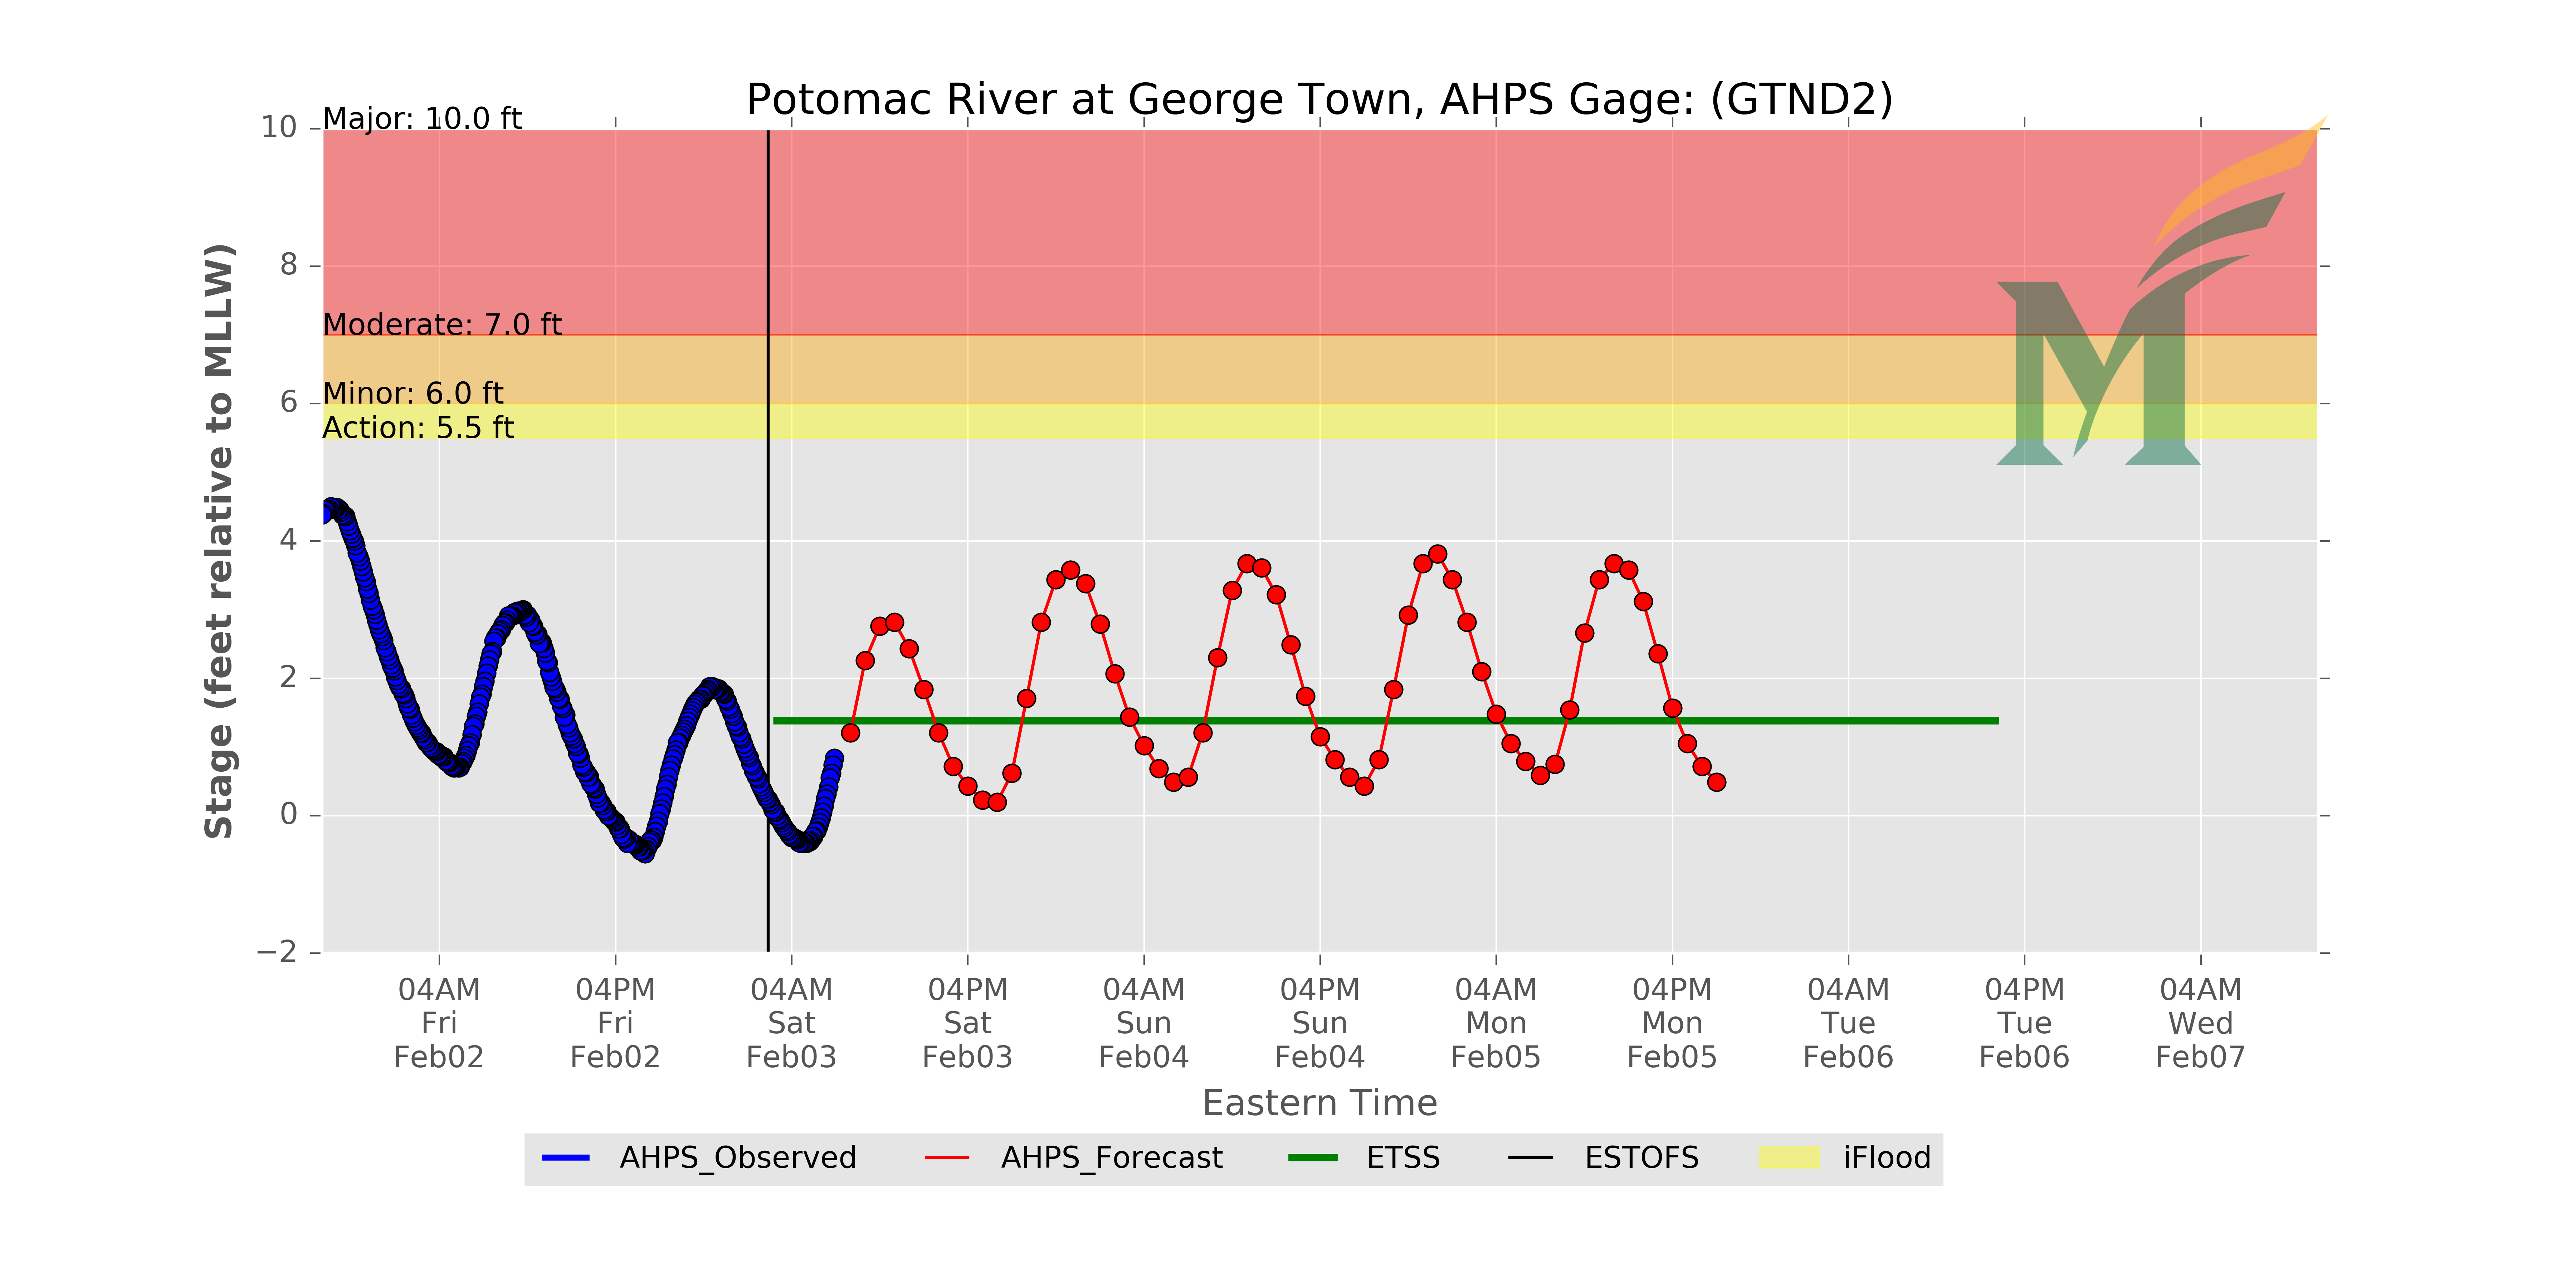 Potomac River at George Town, AHPS Gage: (GTND2)
Major: 10.0 ft
Moderate: 7.0 ft
Minor: 6.0 ft
Action: 5.5 ft
10
8
6
4
2
0
−2
Stage (feet relative to MLLW)
04AM
Fri
Feb02
04PM
Fri
Feb02
04AM
Sat
Feb03
04PM
Sat
Feb03
04AM
Sun
Feb04
04PM
Sun
Feb04
04AM
Mon
Feb05
04PM
Mon
Feb05
04AM
Tue
Feb06
04PM
Tue
Feb06
04AM
Wed
Feb07
Eastern Time
AHPS_Observed
AHPS_Forecast
ETSS
ESTOFS
iFlood
M